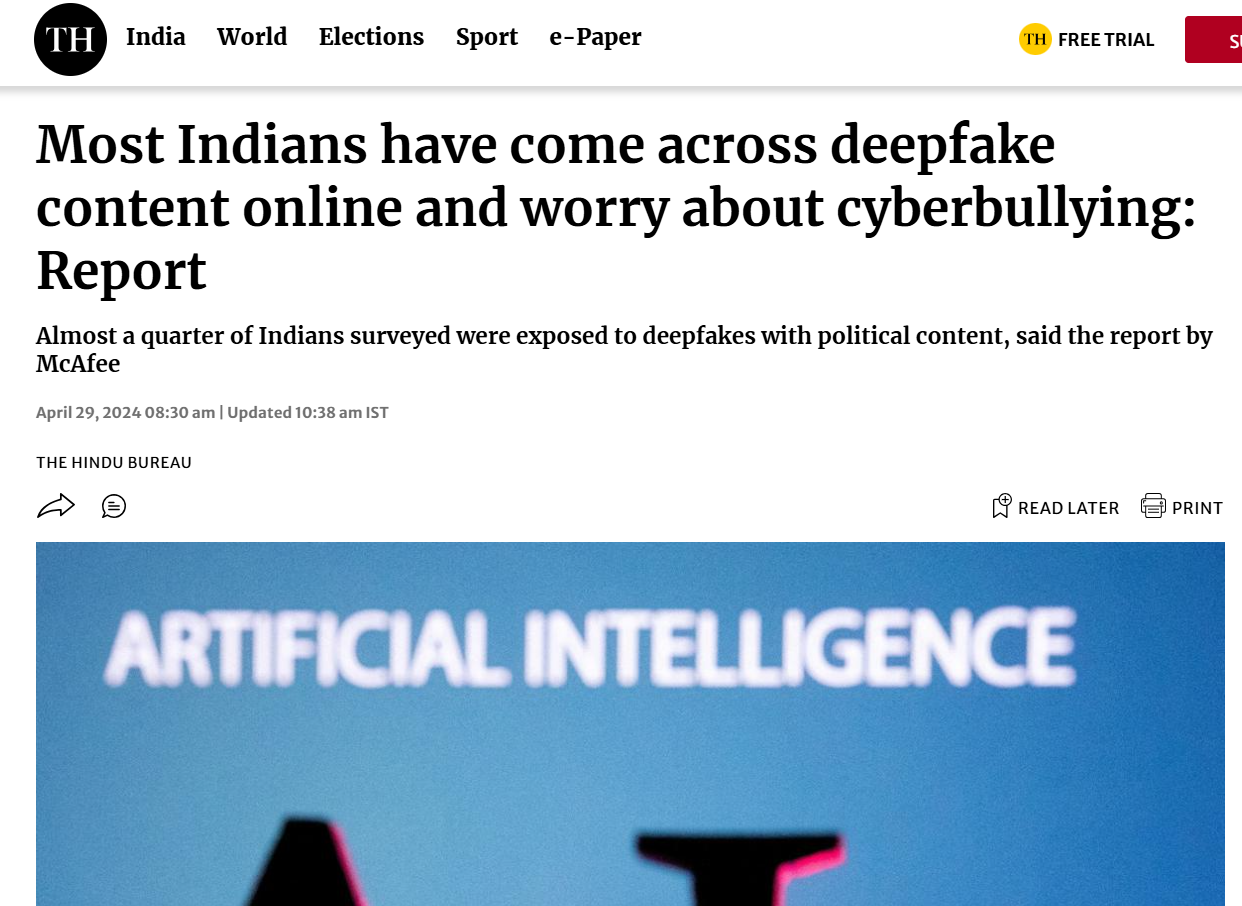 TH India World Elections Sport e-Paper TH FREE TRIAL
Most Indians have come across deepfake
content online and worry about cyberbullying:
Report
Almost a quarter of Indians surveyed were exposed to deepfakes with political content, said the report by
McAfee
April 29, 2024 08:30 am | Updated 10:38 am IST
THE HINDU BUREAU
READ LATER PRINT
ARTIFICIAL INTELLIGENCE